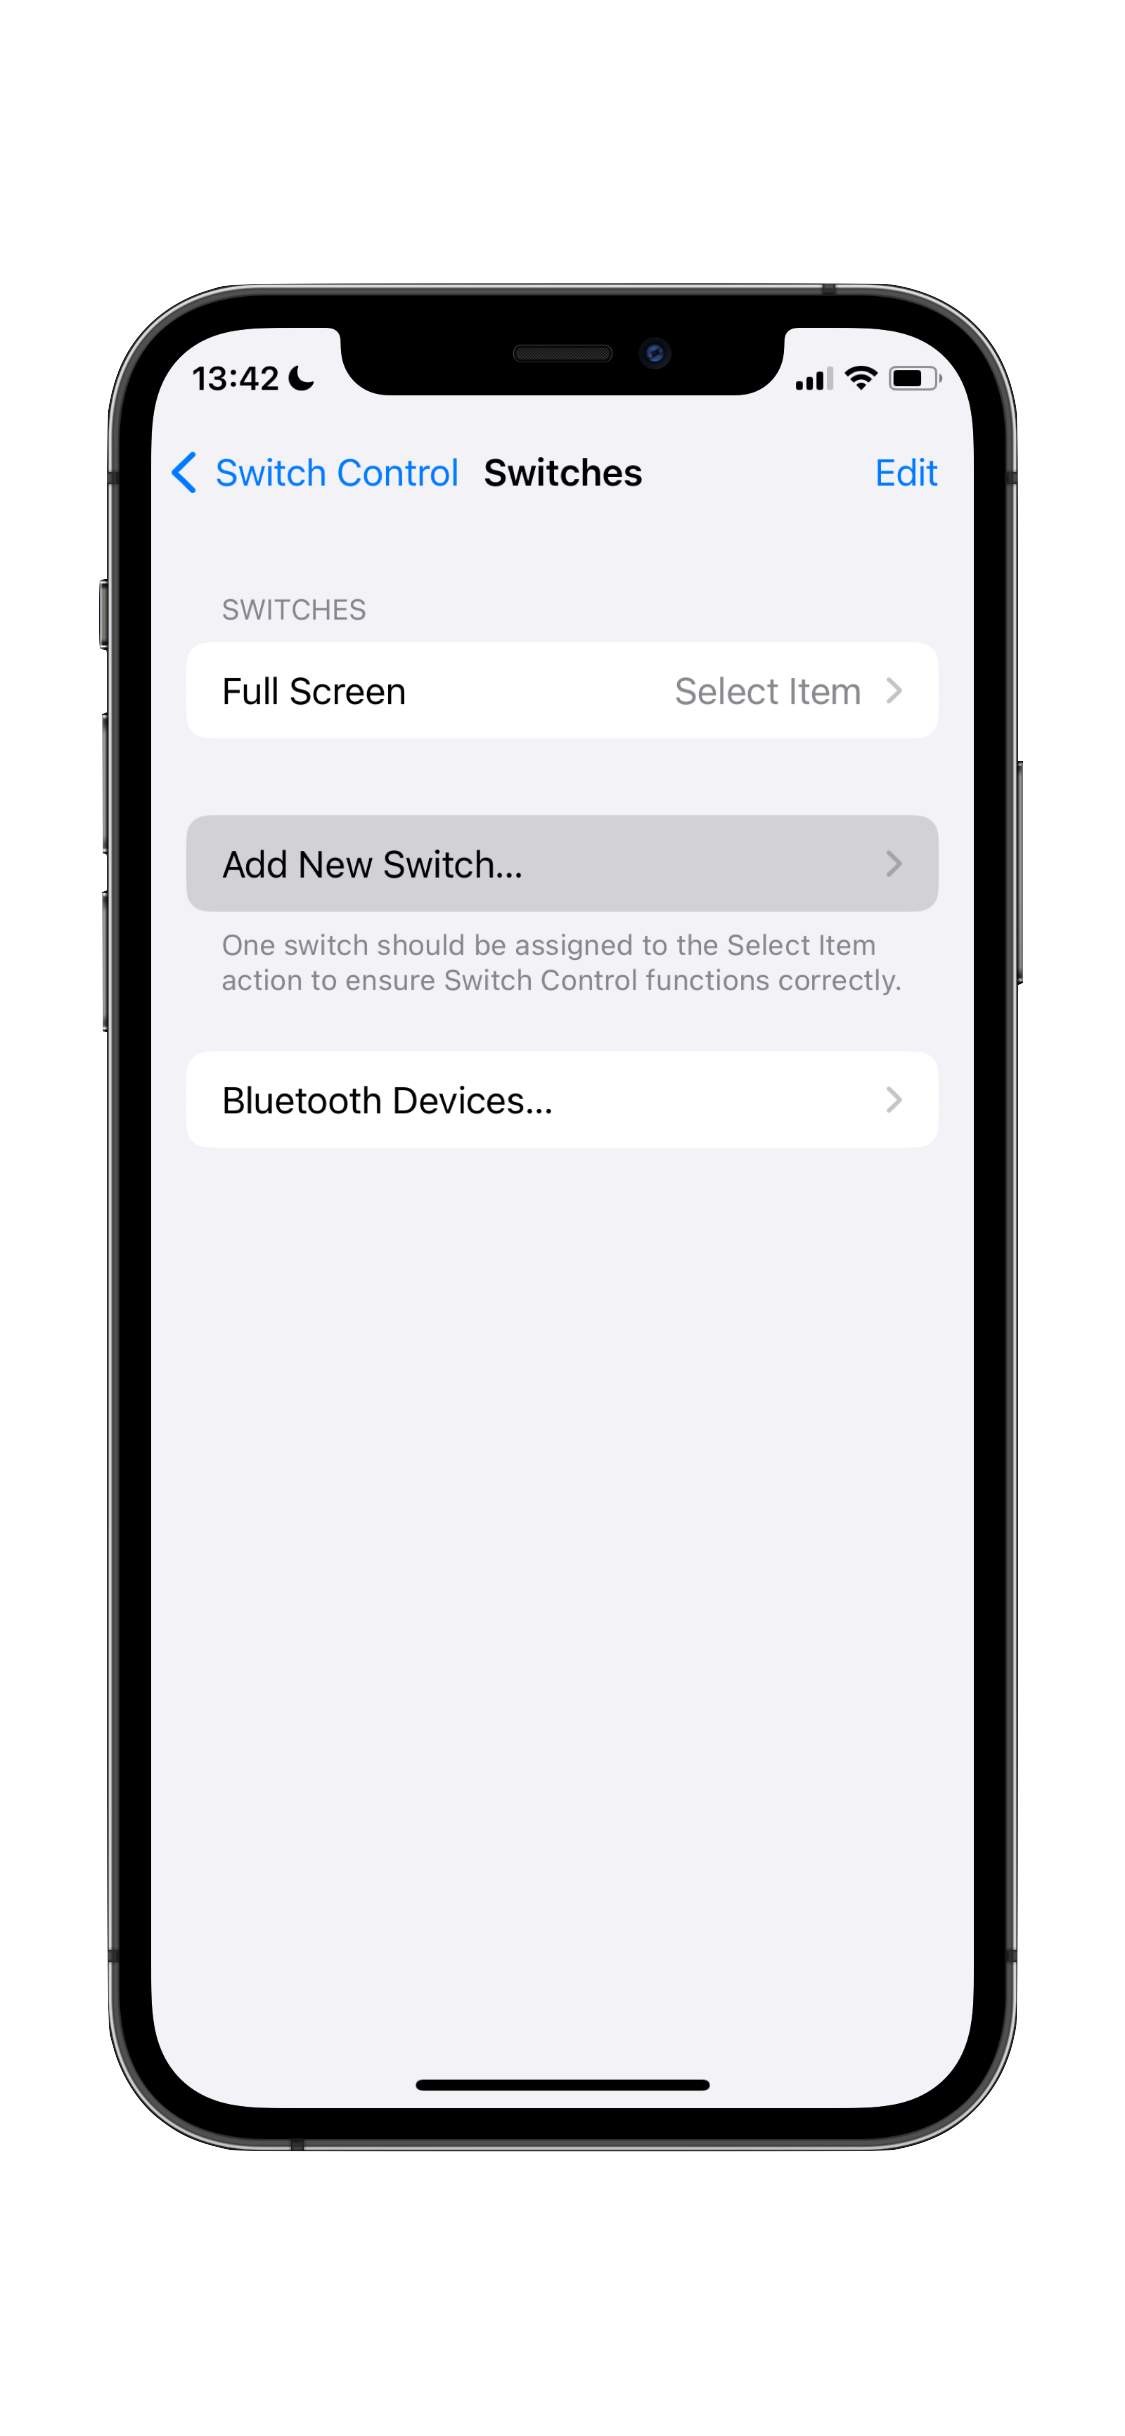 13:42
Switch Control Switches Edit
SWITCHES
Full Screen Select Item
Add New Switch...
One switch should be assigned to the Select Item
action to ensure Switch Control functions correctly.
Bluetooth Devices...